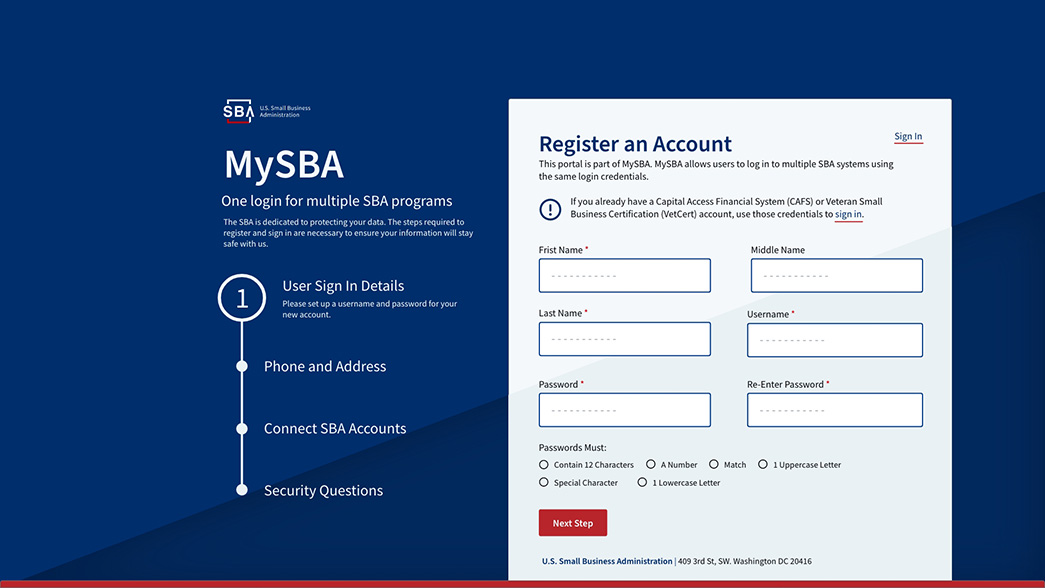 SBA
U.S. Small Business
Administration
MySBA
One login for multiple SBA programs
The SBA is dedicated to protecting your data. The steps required to
register and sign in are necessary to ensure your information will stay
safe with us.
1
User Sign In Details
Please set up a username and password for your
new account.
Phone and Address
Connect SBA Accounts
Security Questions
Sign In
Register an Account
This portal is part of MySBA. MySBA allows users to log in to multiple SBA systems using
the same login credentials.
If you already have a Capital Access Financial System (CAFS) or Veteran Small
Business Certification (VetCert) account, use those credentials to sign in.
Frist Name *
Middle Name
- - - - - - - - - - -
- - - - - - - - - - -
Last Name *
Username *
- - - - - - - - - - -
- - - - - - - - - - -
Password *
Re-Enter Password *
- - - - - - - - - - -
- - - - - - - - - - -
Passwords Must:
Contain 12 Characters
A Number
Match
1 Uppercase Letter
Special Character
1 Lowercase Letter
Next Step
U.S. Small Business Administration | 409 3rd St, SW. Washington DC 20416